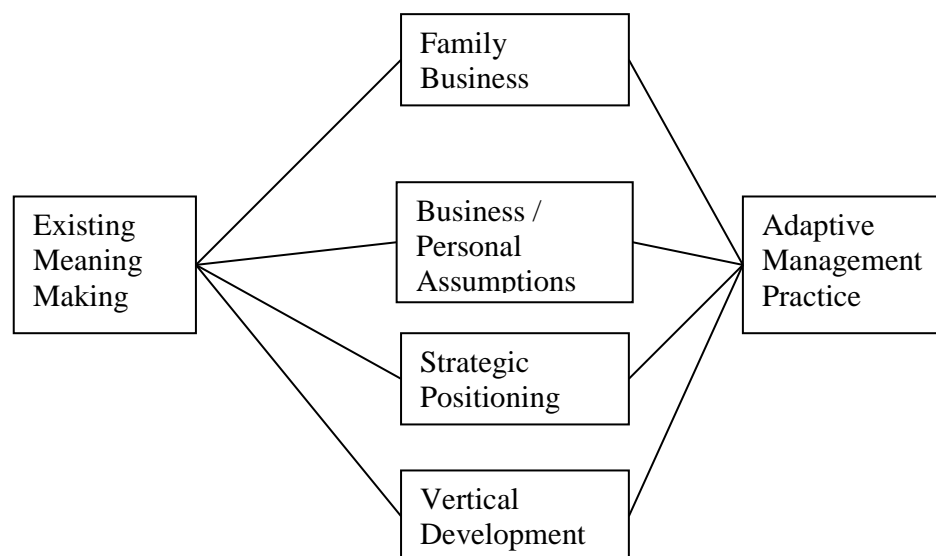 Family
Business
Existing
Meaning
Making
Business /
Personal
Assumptions
Adaptive
Management
Practice
Strategic
Positioning
Vertical
Development